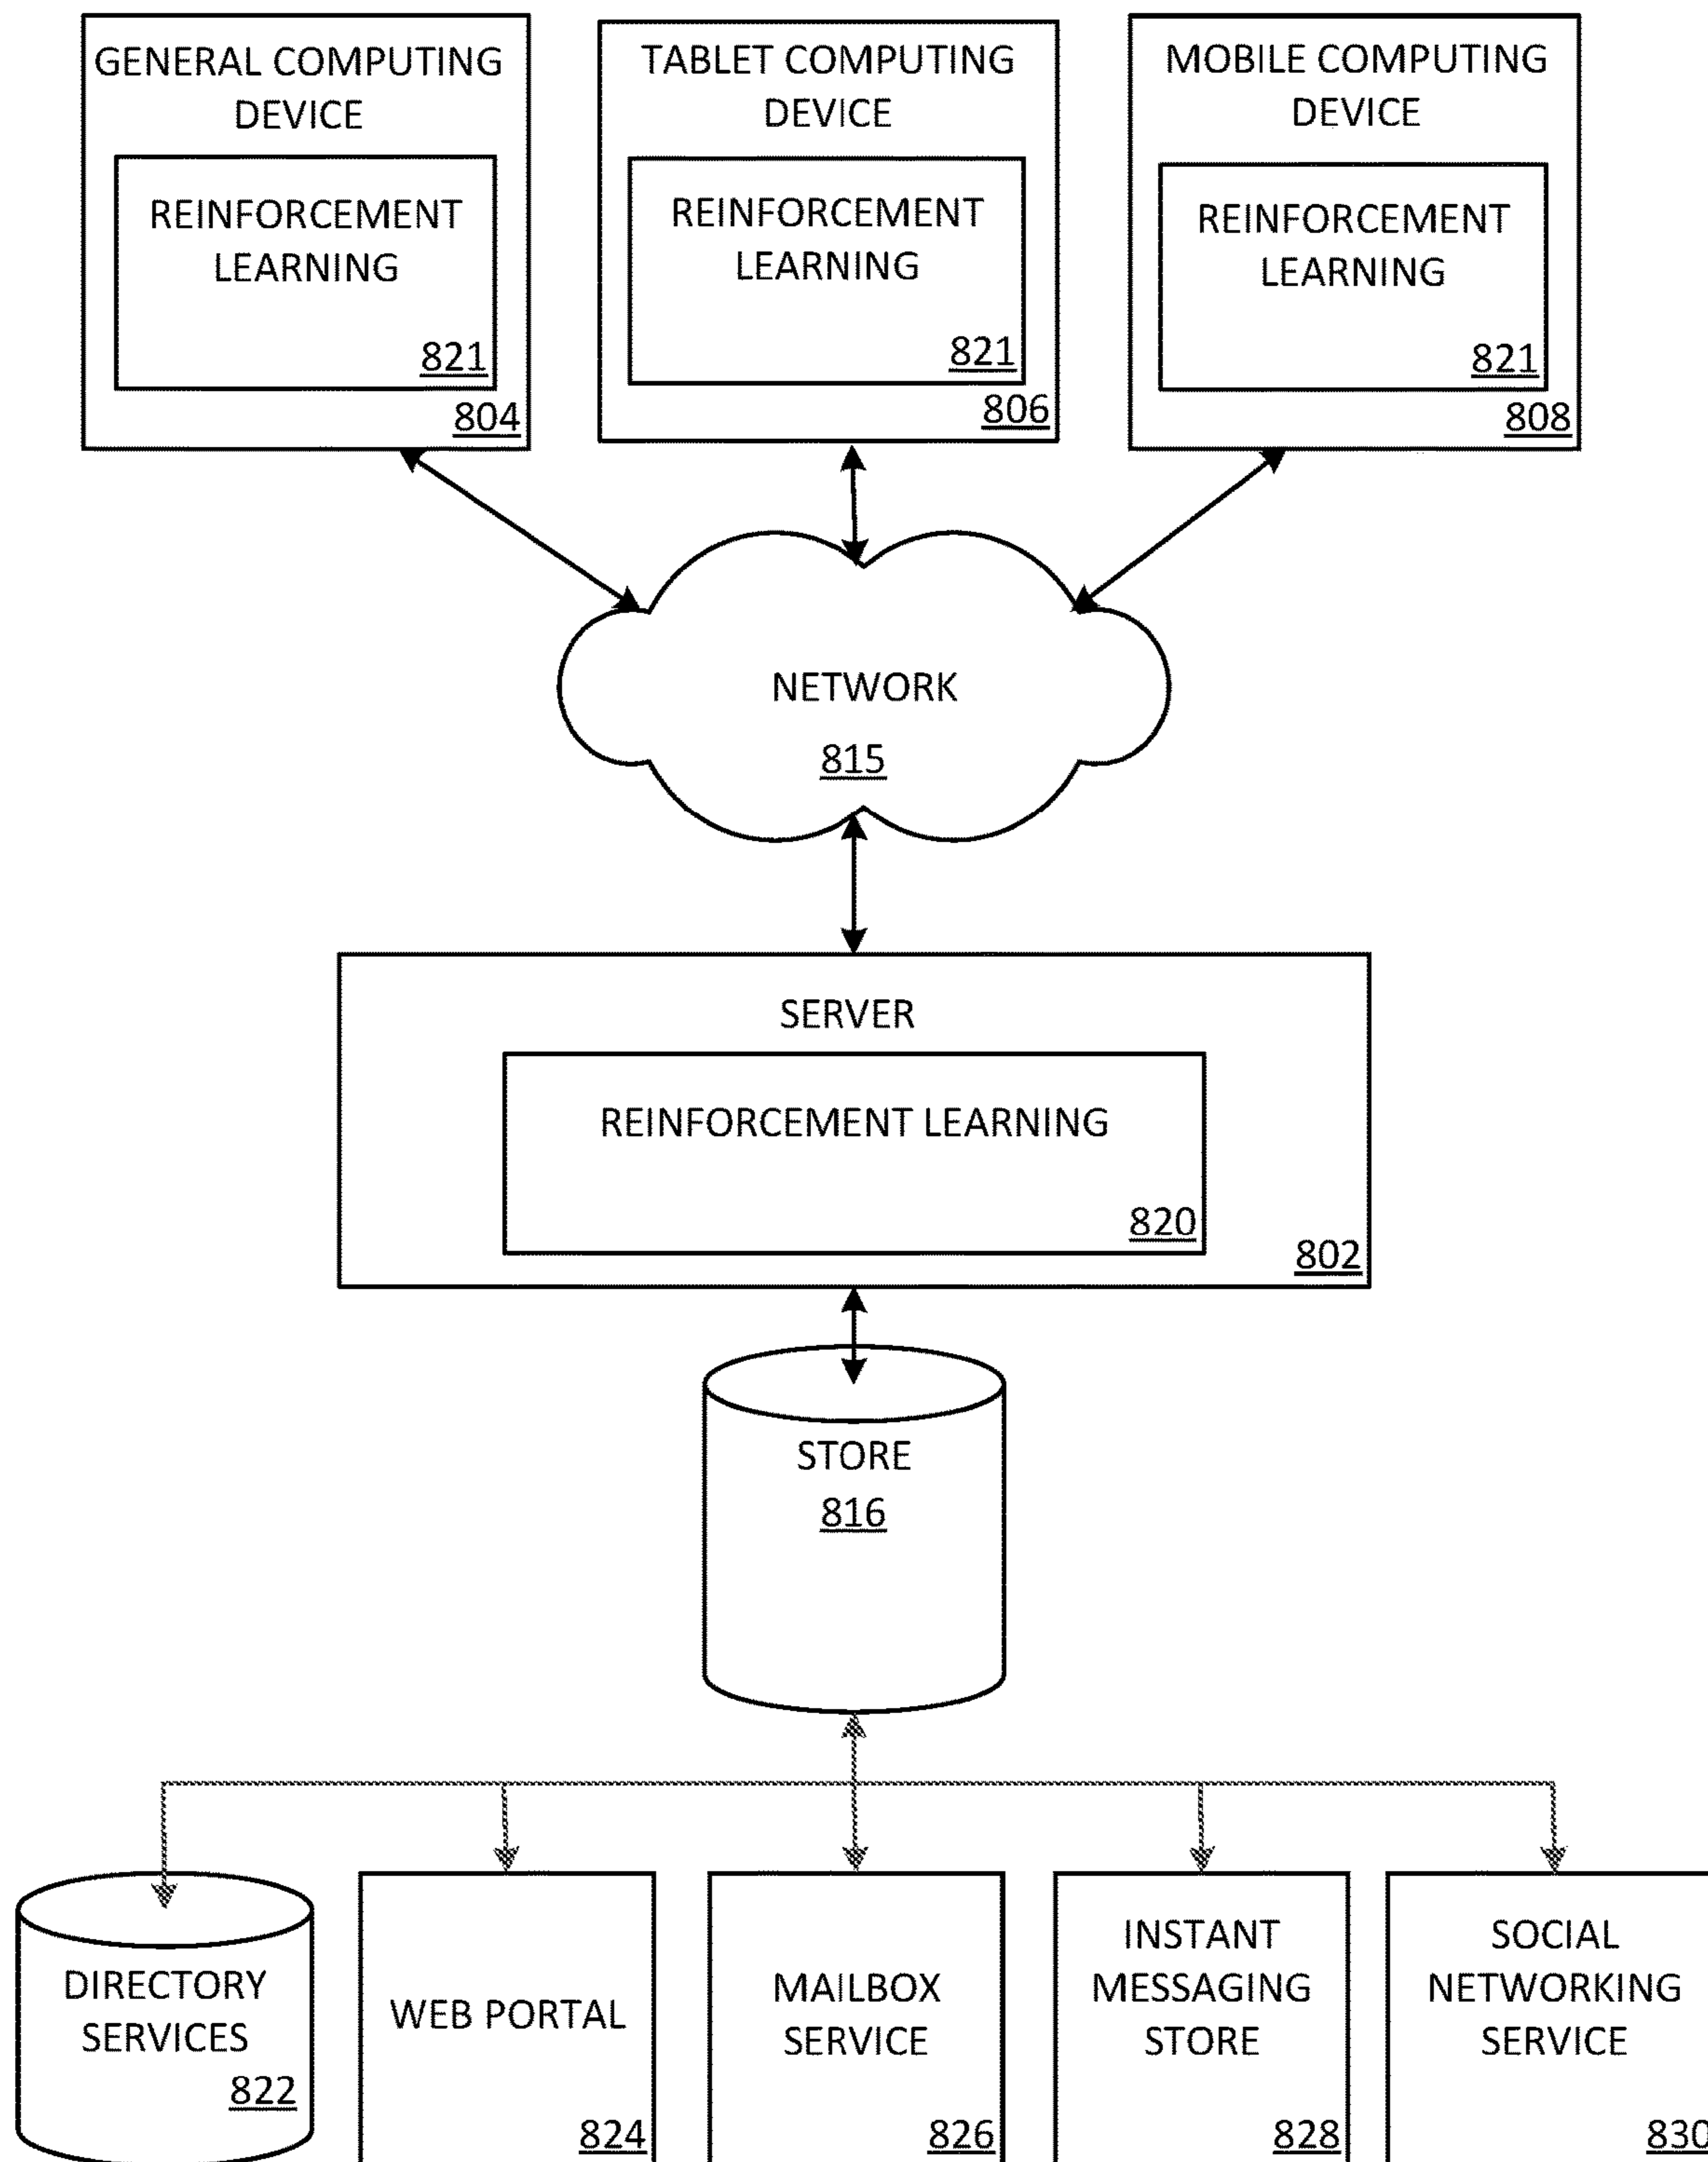 GENERAL COMPUTING
DEVICE
REINFORCEMENT
LEARNING
821
804
TABLET COMPUTING
DEVICE
REINFORCEMENT
LEARNING
821
806
MOBILE COMPUTING
DEVICE
REINFORCEMENT
LEARNING
821
808
NETWORK
815
SERVER
REINFORCEMENT LEARNING
820
802
STORE
816
DIRECTORY
SERVICES
822
WEB PORTAL
824
MAILBOX
SERVICE
826
INSTANT
MESSAGING
STORE
828
SOCIAL
NETWORKING
SERVICE
830